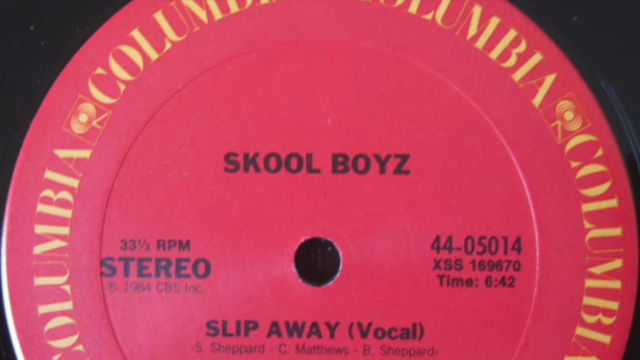 COLUMBIA COLUMBIA COLUMBIA COLUMBIA
SKOOL BOYZ
33⅓ RPM
STEREO
℗ 1984 CBS Inc.
44-05014
XSS 169670
Time: 6:42
SLIP AWAY (Vocal)
-S. Sheppard - C. Matthews - B. Sheppard-